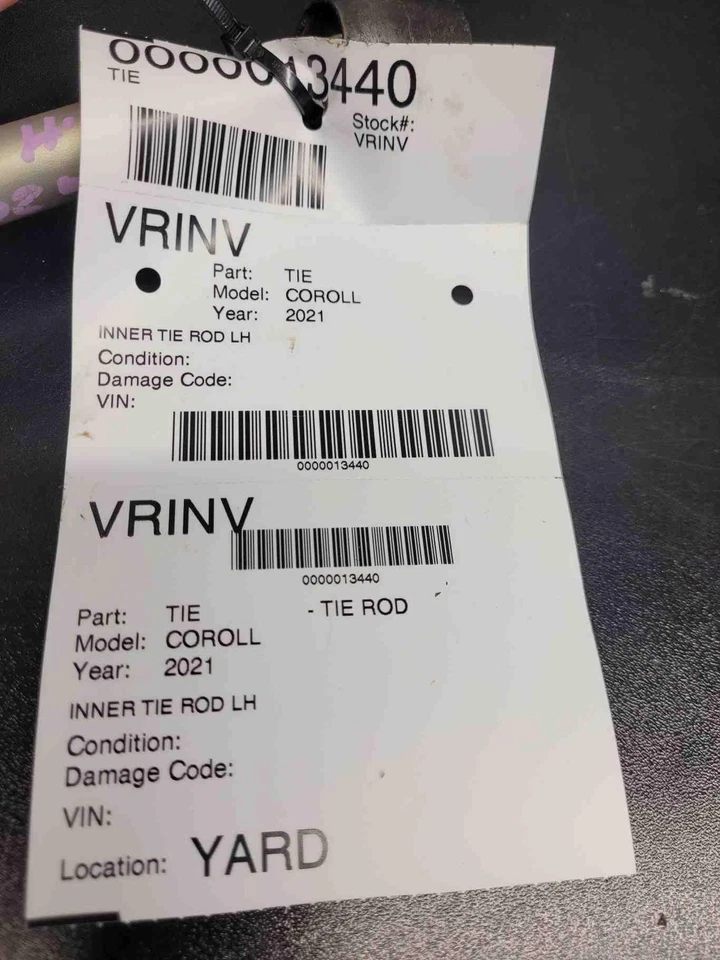 0000013440
TIE
Stock#:
VRINV
VRINV
Part: TIE
Model: COROLL
Year: 2021
INNER TIE ROD LH
Condition:
Damage Code:
VIN:
0000013440
VRINV
0000013440
Part: TIE - TIE ROD
Model: COROLL
Year: 2021
INNER TIE ROD LH
Condition:
Damage Code:
VIN:
Location: YARD